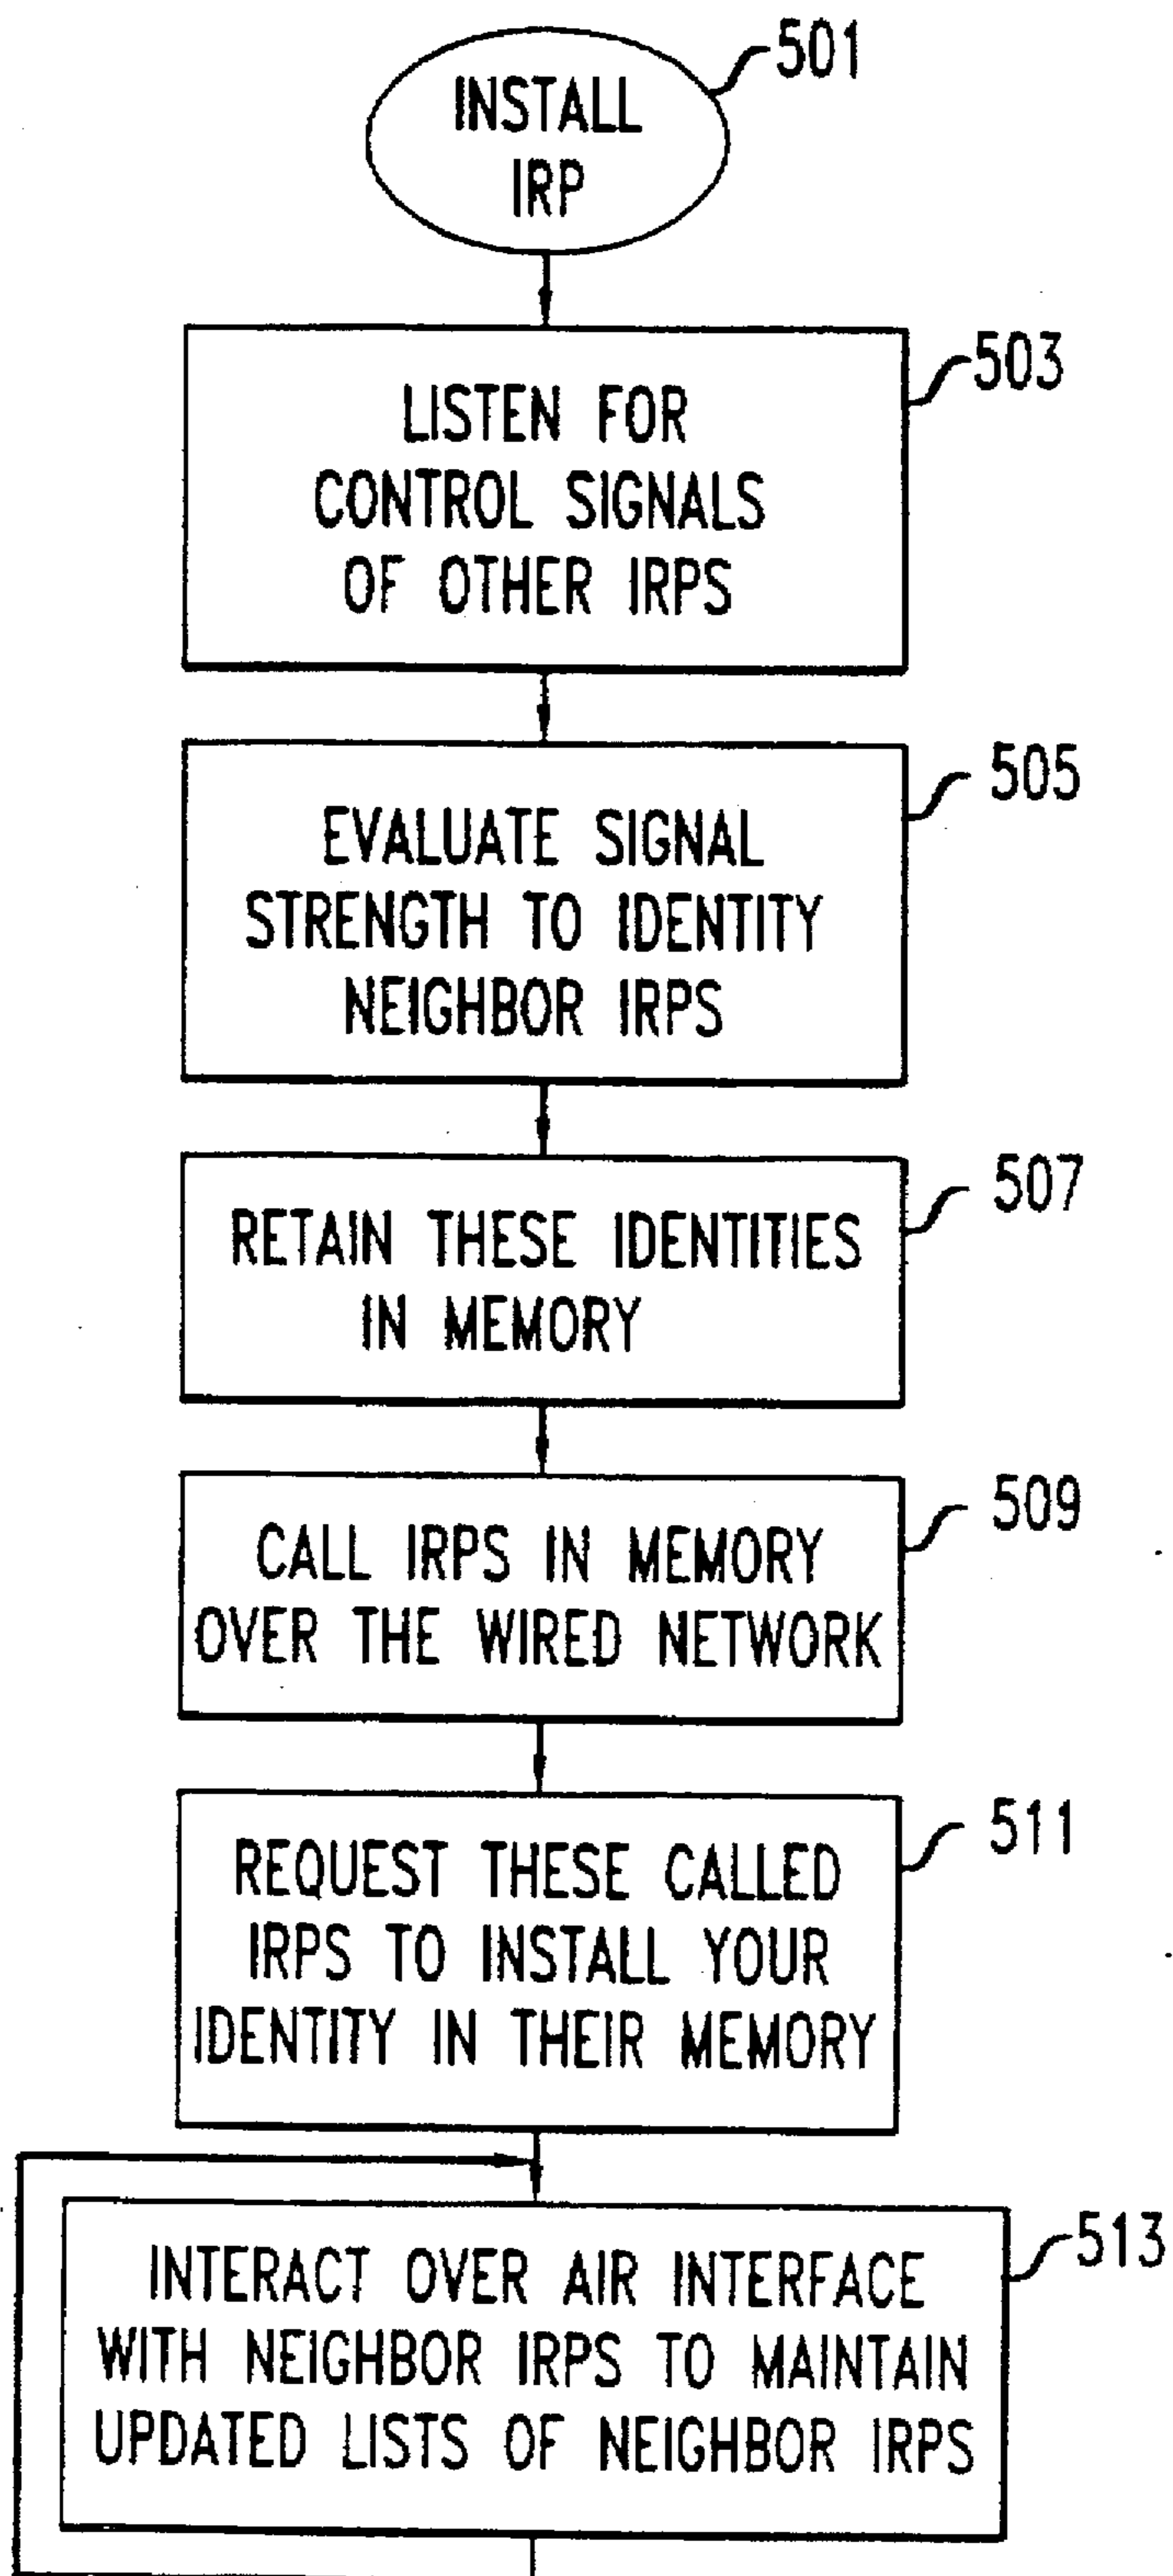 501
INSTALL
IRP
503
LISTEN FOR
CONTROL SIGNALS
OF OTHER IRPS
505
EVALUATE SIGNAL
STRENGTH TO IDENTITY
NEIGHBOR IRPS
507
RETAIN THESE IDENTITIES
IN MEMORY
509
CALL IRPS IN MEMORY
OVER THE WIRED NETWORK
511
REQUEST THESE CALLED
IRPS TO INSTALL YOUR
IDENTITY IN THEIR MEMORY
513
INTERACT OVER AIR INTERFACE
WITH NEIGHBOR IRPS TO MAINTAIN
UPDATED LISTS OF NEIGHBOR IRPS